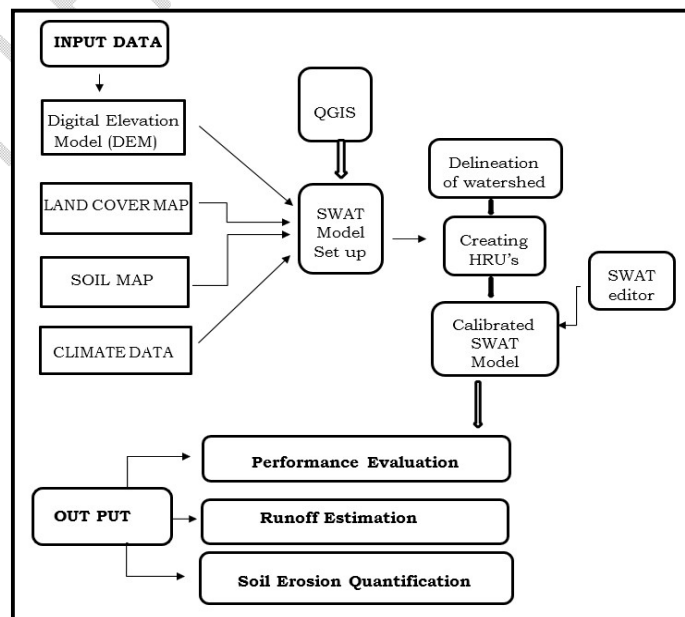 INPUT DATA
Digital Elevation
Model (DEM)
LAND COVER MAP
SOIL MAP
CLIMATE DATA
QGIS
SWAT
Model
Set up
Delineation
of watershed
Creating
HRU's
SWAT
editor
Calibrated
SWAT
Model
OUT PUT
Performance Evaluation
Runoff Estimation
Soil Erosion Quantification